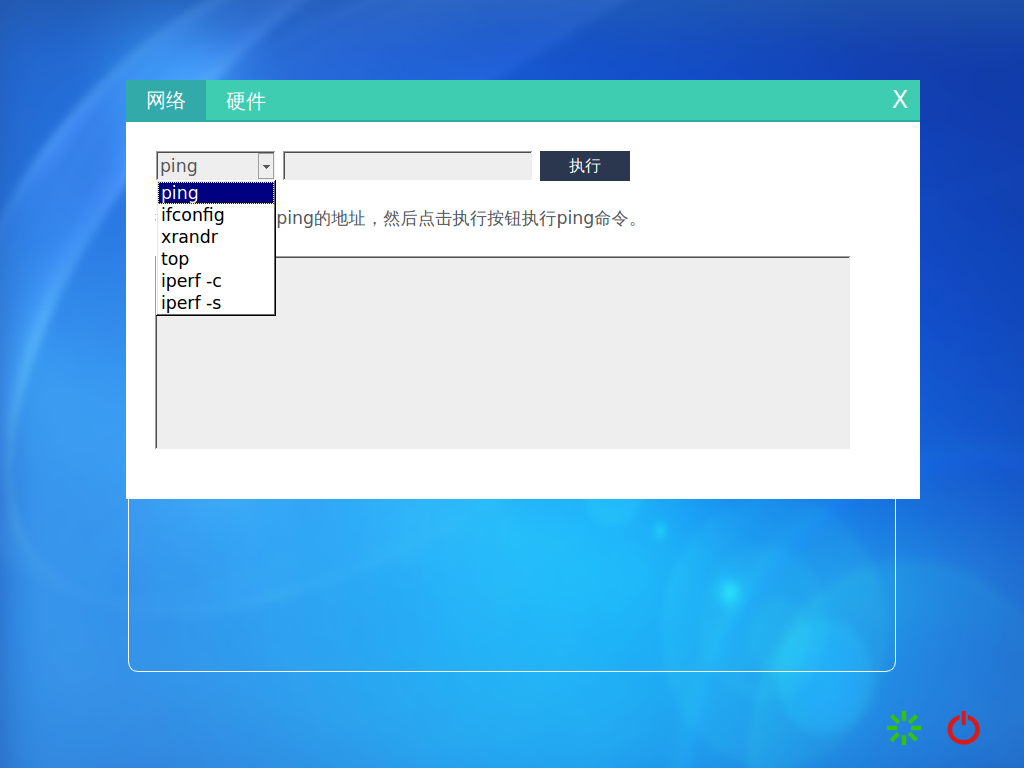 网络 硬件 X
ping 执行
ping
ping的地址，然后点击执行按钮执行ping命令。
ifconfig
xrandr
top
iperf -c
iperf -s